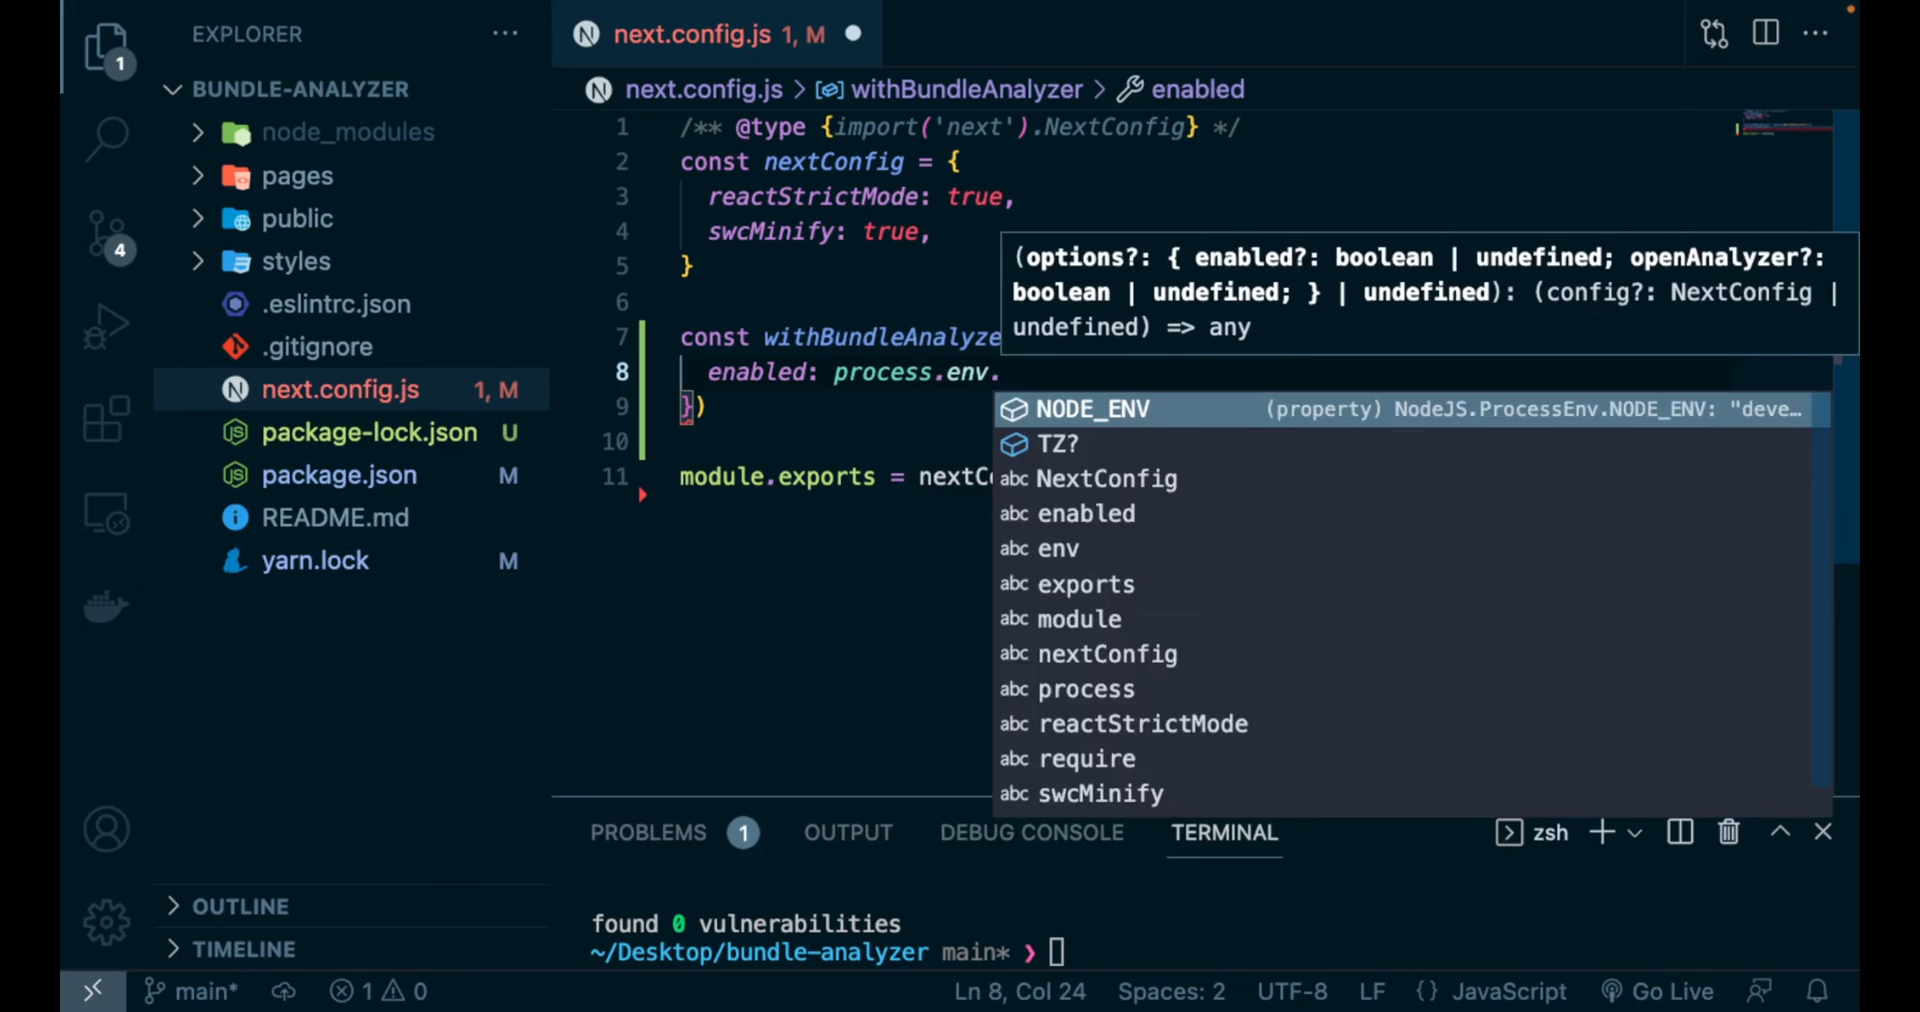 EXPLORER
1
BUNDLE-ANALYZER
node_modules
pages
public
styles
.eslintrc.json
.gitignore
next.config.js 1, M
package-lock.json U
package.json M
README.md
yarn.lock M
4
OUTLINE
TIMELINE
next.config.js 1, M
next.config.js > withBundleAnalyzer > enabled
1 /** @type {import('next').NextConfig} */
2 const nextConfig = {
3 reactStrictMode: true,
4 swcMinify: true,
5 }
6
7 const withBundleAnalyze
8 enabled: process.env.
9 })
10
11 module.exports = nextCo
(options?: { enabled?: boolean | undefined; openAnalyzer?:
boolean | undefined; } | undefined): (config?: NextConfig |
undefined) => any
NODE_ENV (property) NodeJS.ProcessEnv.NODE_ENV: "deve…
TZ?
abc NextConfig
abc enabled
abc env
abc exports
abc module
abc nextConfig
abc process
abc reactStrictMode
abc require
abc swcMinify
PROBLEMS 1 OUTPUT DEBUG CONSOLE TERMINAL zsh
found 0 vulnerabilities
~/Desktop/bundle-analyzer main* ❯
main* 1 0 Ln 8, Col 24 Spaces: 2 UTF-8 LF {} JavaScript Go Live